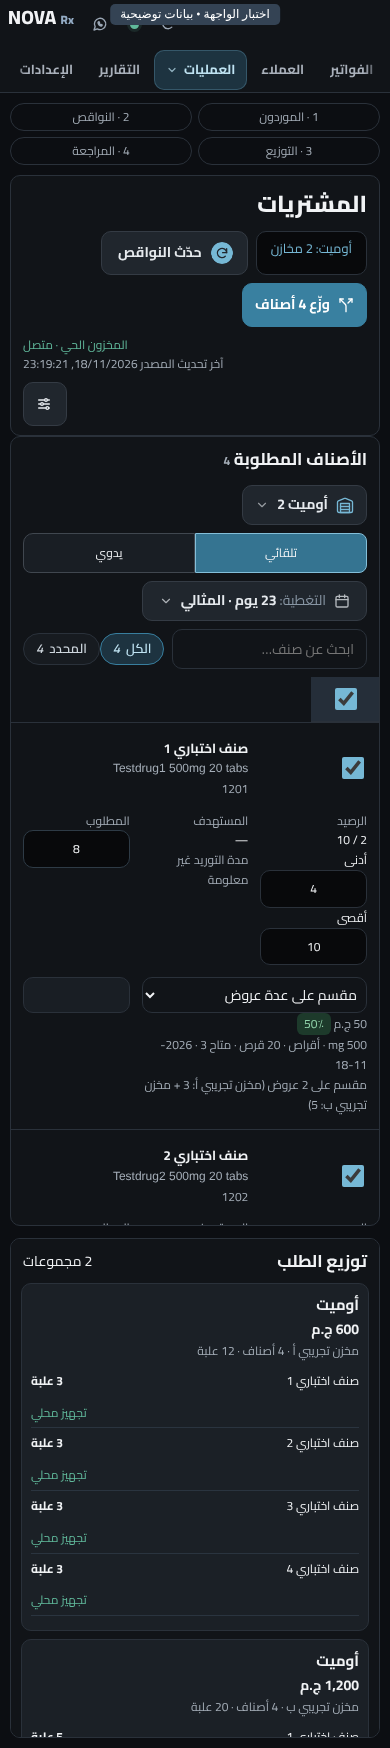 اختبار الواجهة • بيانات توضيحية
NOVA Rx
الفواتير
العملاء
العمليات
التقارير
الإعدادات
1 · الموردون
2 · النواقص
3 · التوزيع
4 · المراجعة
المشتريات
أوميت: 2 مخازن
حدّث النواقص
وزّع 4 أصناف
المخزون الحي · متصل
آخر تحديث المصدر 18/11/2026, 23:19:21
الأصناف المطلوبة 4
أوميت 2
تلقائي
يدوي
التغطية: 23 يوم · المثالي
ابحث عن صنف...
الكل 4
المحدد 4
صنف اختباري 1
Testdrug1 500mg 20 tabs
1201
الرصيد
المستهدف
المطلوب
10 / 2
—
8
أدنى
مدة التوريد غير
معلومة
4
أقصى
10
مقسم على عدة عروض
50 ج.م 50٪
500 mg · أقراص · 20 قرص · متاح 3 · 2026-
11-18
مقسم على 2 عروض (مخزن تجريبي أ: 3 + مخزن
تجريبي ب: 5)
صنف اختباري 2
Testdrug2 500mg 20 tabs
1202
توزيع الطلب
2 مجموعات
أوميت
600 ج.م
مخزن تجريبي أ · 4 أصناف · 12 علبة
صنف اختباري 1
3 علبة
تجهيز محلي
صنف اختباري 2
3 علبة
تجهيز محلي
صنف اختباري 3
3 علبة
تجهيز محلي
صنف اختباري 4
3 علبة
تجهيز محلي
أوميت
1,200 ج.م
مخزن تجريبي ب · 4 أصناف · 20 علبة
صنف اختباري 1
5 علبة